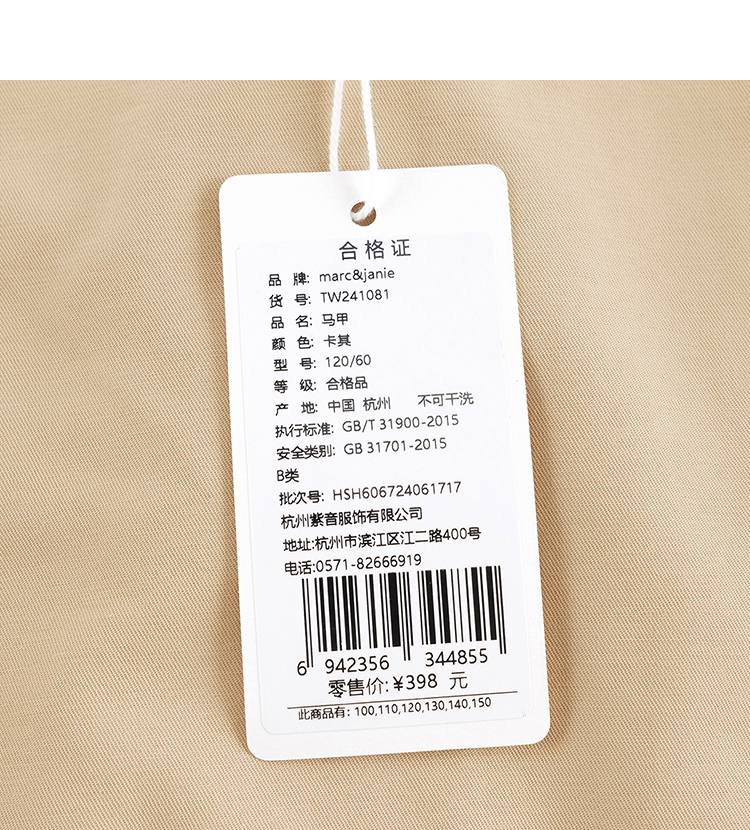 合格证
品 牌: marc&janie
货 号: TW241081
品 名: 马甲
颜 色: 卡其
型 号: 120/60
等 级: 合格品
产 地: 中国 杭州 不可干洗
执行标准: GB/T 31900-2015
安全类别: GB 31701-2015
B类
批次号: HSH606724061717
杭州紫音服饰有限公司
地址:杭州市滨江区江二路400号
电话:0571-82666919
6 942356 344855
零售价:¥398 元
此商品有: 100,110,120,130,140,150